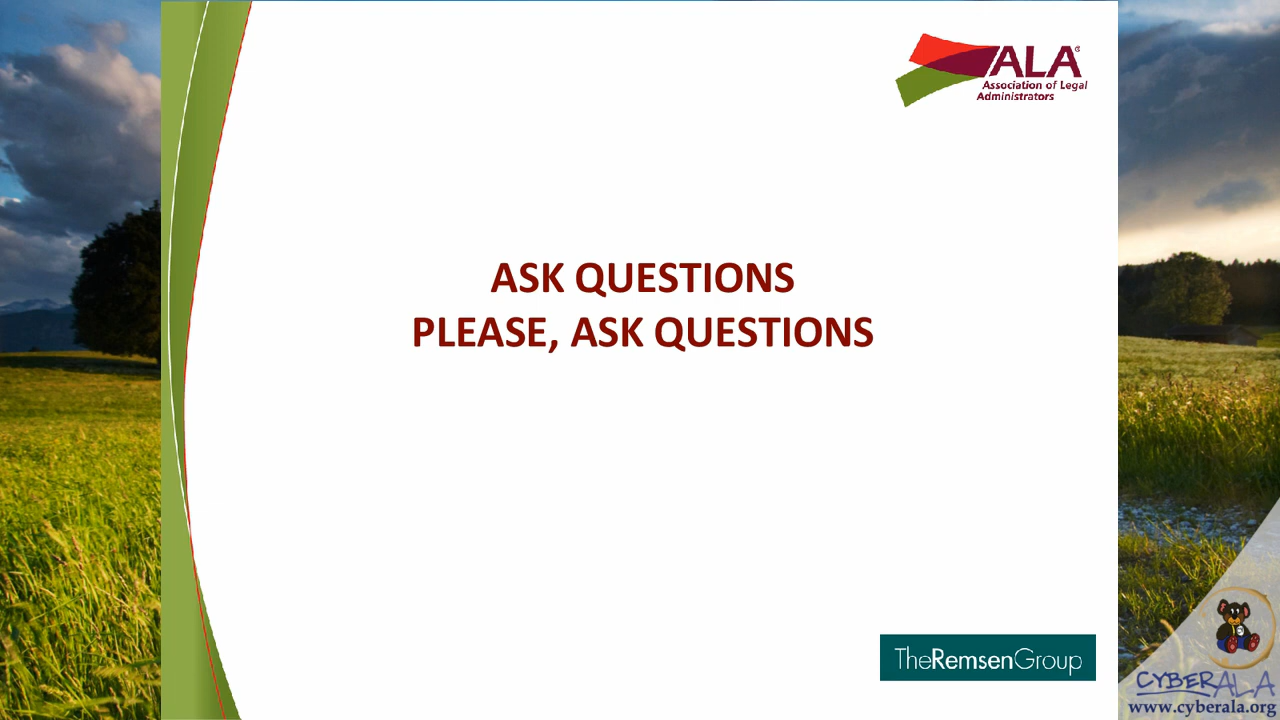 ALA
Association of Legal
Administrators
ASK QUESTIONS
PLEASE, ASK QUESTIONS
TheRemsenGroup
CYBERALA
www.cyberala.org